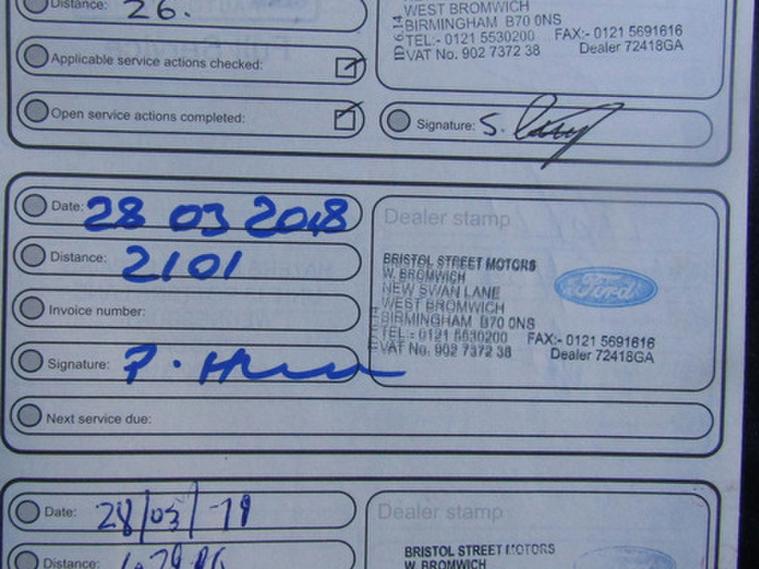 Distance: 26.
WEST BROMWICH
BIRMINGHAM B70 0NS
TEL:- 0121 5530200 FAX:- 0121 5691616
VAT No. 902 7372 38 Dealer 72418GA
Applicable service actions checked:
Open service actions completed:
Signature: S.
Date: 28 03 2018
Distance: 2101
Invoice number:
Signature: P.
Next service due:
Dealer stamp
BRISTOL STREET MOTORS
W. BROMWICH
NEW SWAN LANE
WEST BROMWICH
BIRMINGHAM B70 0NS
TEL:- 0121 5530200 FAX:- 0121 5691616
VAT No. 902 7372 38 Dealer 72418GA
Ford
Date: 28/03/-19
Dealer stamp
Distance:
BRISTOL STREET MOTORS
W. BROMWICH